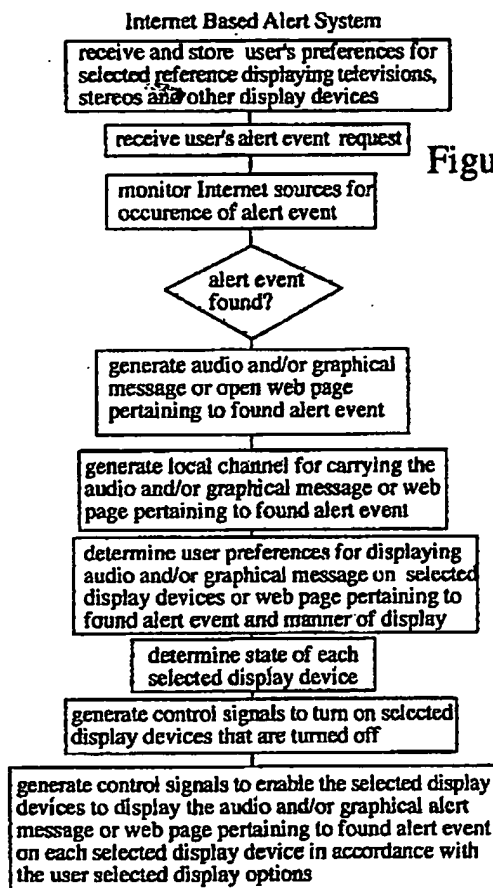 Internet Based Alert System
receive and store user's preferences for
selected reference displaying televisions,
stereos and other display devices
receive user's alert event request
Figu
monitor Internet sources for
occurence of alert event
alert event
found?
generate audio and/or graphical
message or open web page
pertaining to found alert event
generate local channel for carrying the
audio and/or graphical message or web
page pertaining to found alert event
determine user preferences for displaying
audio and/or graphical message on selected
display devices or web page pertaining to
found alert event and manner of display
determine state of each
selected display device
generate control signals to turn on selected
display devices that are turned off
generate control signals to enable the selected display
devices to display the audio and/or graphical alert
message or web page pertaining to found alert event
on each selected display device in accordance with
the user selected display options